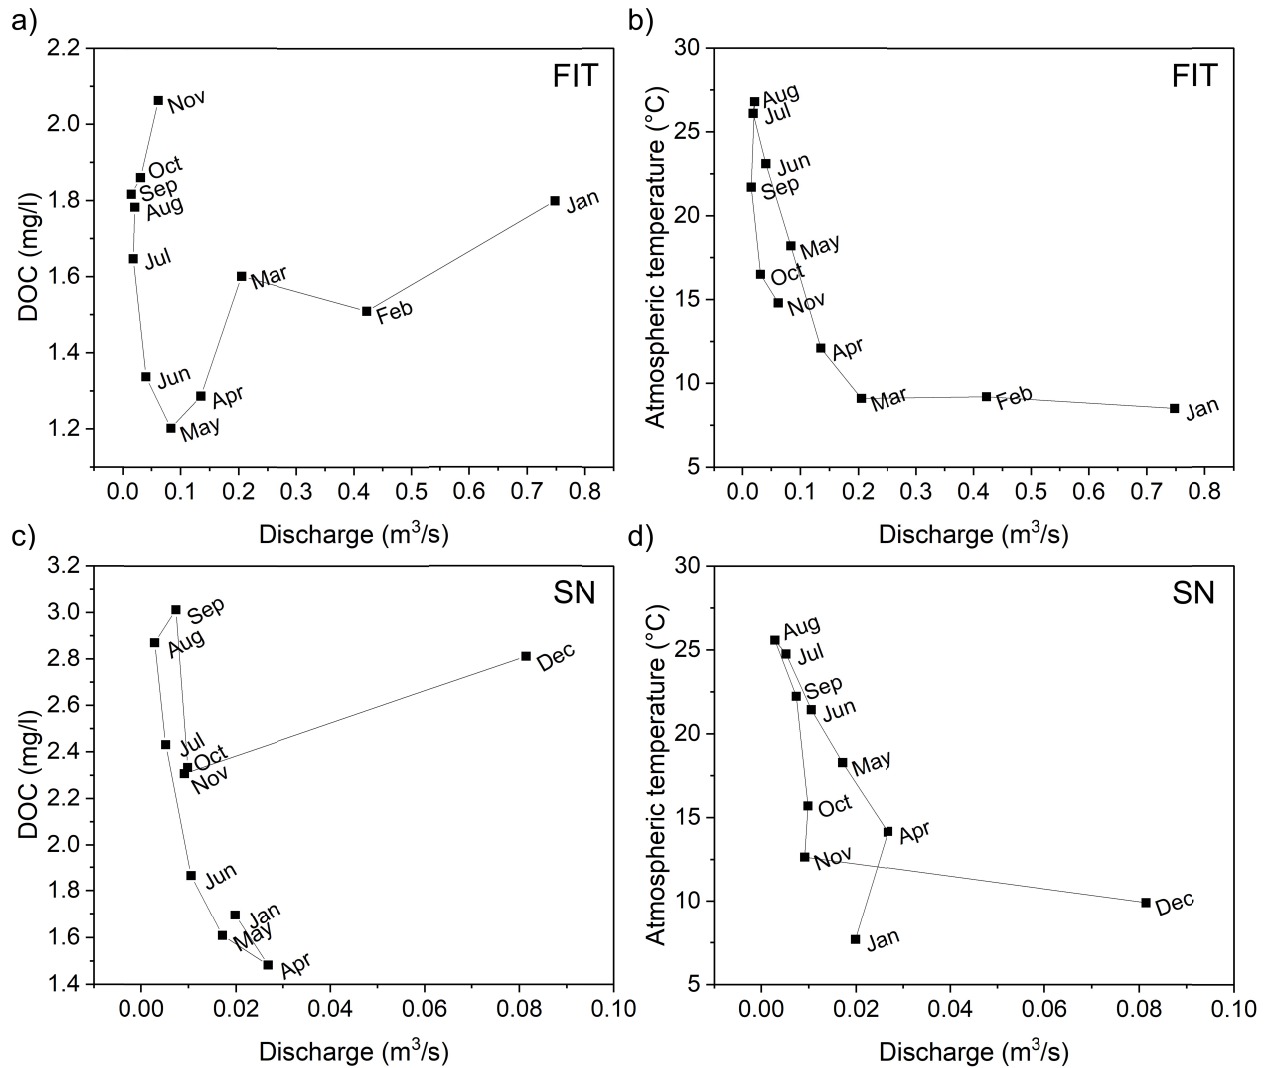 a)
FIT
2.2
2.0
1.8
1.6
1.4
1.2
DOC (mg/l)
Nov
Oct
Sep
Aug
Jul
Jun
May
Apr
Mar
Feb
Jan
0.0 0.1 0.2 0.3 0.4 0.5 0.6 0.7 0.8
Discharge (m³/s)
b)
FIT
30
25
20
15
10
5
Atmospheric temperature (°C)
Aug
Jul
Jun
Sep
May
Oct
Nov
Apr
Mar
Feb
Jan
0.0 0.1 0.2 0.3 0.4 0.5 0.6 0.7 0.8
Discharge (m³/s)
c)
SN
3.2
3.0
2.8
2.6
2.4
2.2
2.0
1.8
1.6
1.4
DOC (mg/l)
Sep
Aug
Dec
Jul
Oct
Nov
Jun
Jan
May
Apr
0.00 0.02 0.04 0.06 0.08 0.10
Discharge (m³/s)
d)
SN
30
25
20
15
10
5
Atmospheric temperature (°C)
Aug
Jul
Sep
Jun
May
Oct
Apr
Nov
Dec
Jan
0.00 0.02 0.04 0.06 0.08 0.10
Discharge (m³/s)